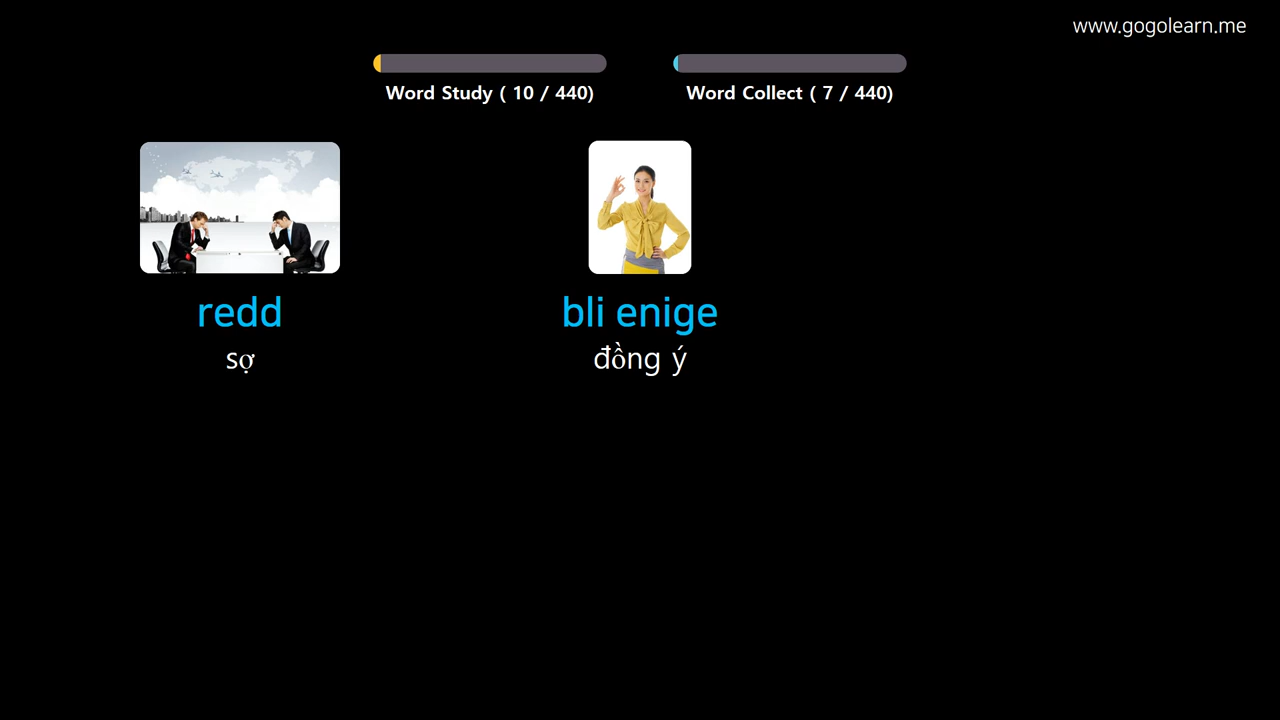 www.gogolearn.me
Word Study ( 10 / 440)
Word Collect ( 7 / 440)
redd
sợ
bli enige
đồng ý